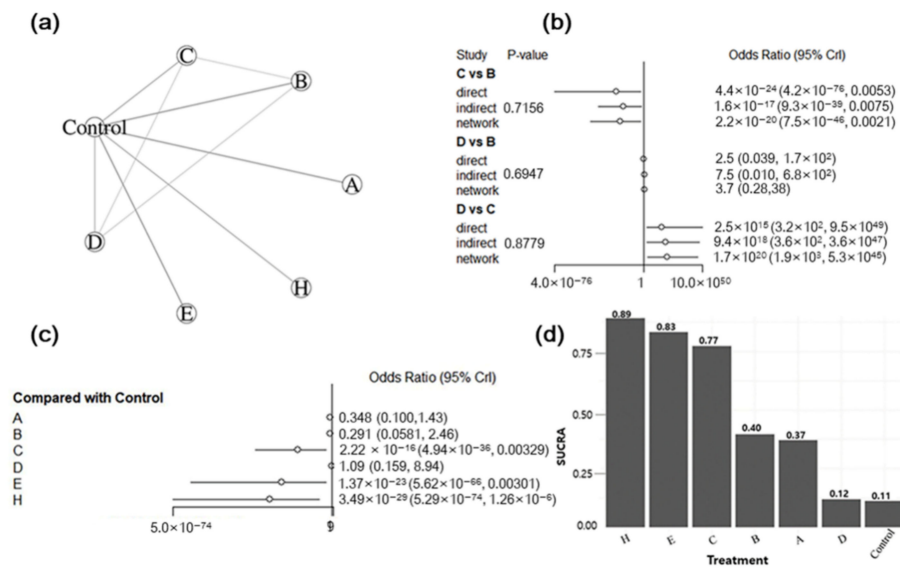 (a)
C
B
Control
A
D
H
E
(b)
Study P-value Odds Ratio (95% CrI)
C vs B
direct 4.4×10⁻²⁴ (4.2×10⁻⁷⁶, 0.0053)
indirect 0.7156 1.6×10⁻¹⁷ (9.3×10⁻³⁹, 0.0075)
network 2.2×10⁻²⁰ (7.5×10⁻⁴⁶, 0.0021)
D vs B
direct 2.5 (0.039, 1.7×10²)
indirect 0.6947 7.5 (0.010, 6.8×10²)
network 3.7 (0.28,38)
D vs C
direct 2.5×10¹⁵ (3.2×10², 9.5×10⁴⁹)
indirect 0.8779 9.4×10¹⁸ (3.6×10², 3.6×10⁴⁷)
network 1.7×10²⁰ (1.9×10³, 5.3×10⁴⁵)
4.0×10⁻⁷⁶ 1 10.0×10⁵⁰
(c)
Odds Ratio (95% CrI)
Compared with Control
A 0.348 (0.100,1.43)
B 0.291 (0.0581, 2.46)
C 2.22 ×10⁻¹⁶ (4.94×10⁻³⁶, 0.00329)
D 1.09 (0.159, 8.94)
E 1.37×10⁻²³ (5.62×10⁻⁶⁶, 0.00301)
H 3.49×10⁻²⁹ (5.29×10⁻⁷⁴, 1.26×10⁻⁶)
5.0×10⁻⁷⁴
(d)
0.89
0.83
0.77
0.40
0.37
0.12
0.11
0.75
0.50
0.25
0.00
SUCRA
H E C B A D Control
Treatment